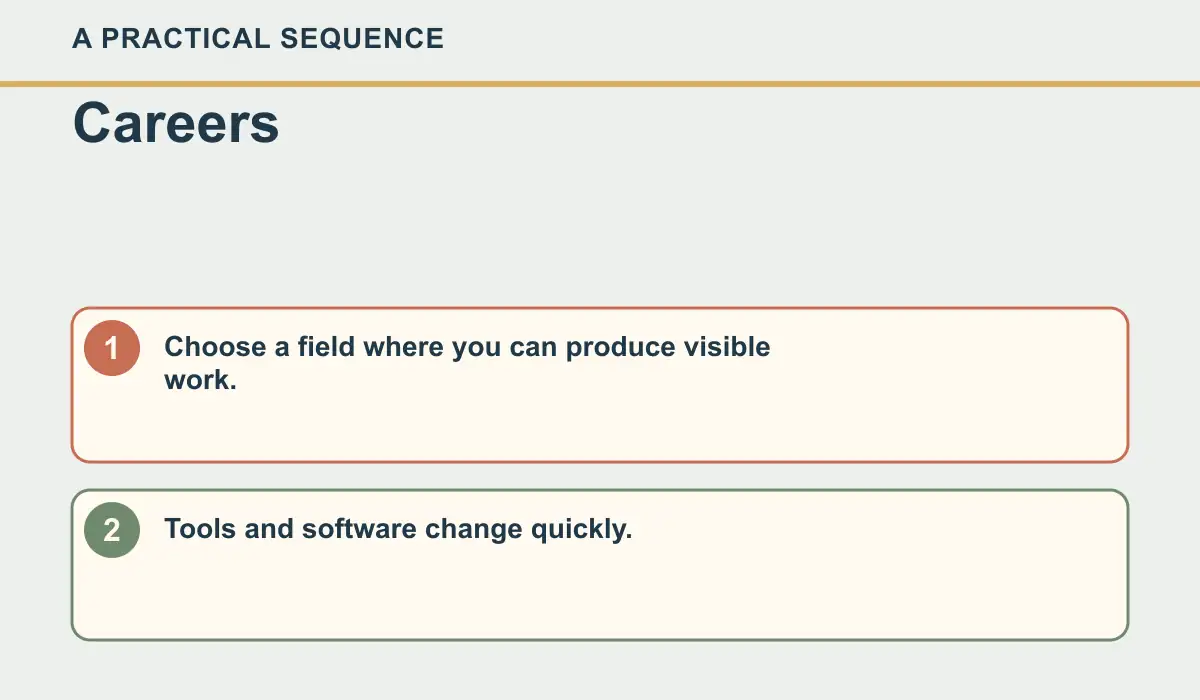 A PRACTICAL SEQUENCE
Careers
1
Choose a field where you can produce visible
work.
2
Tools and software change quickly.